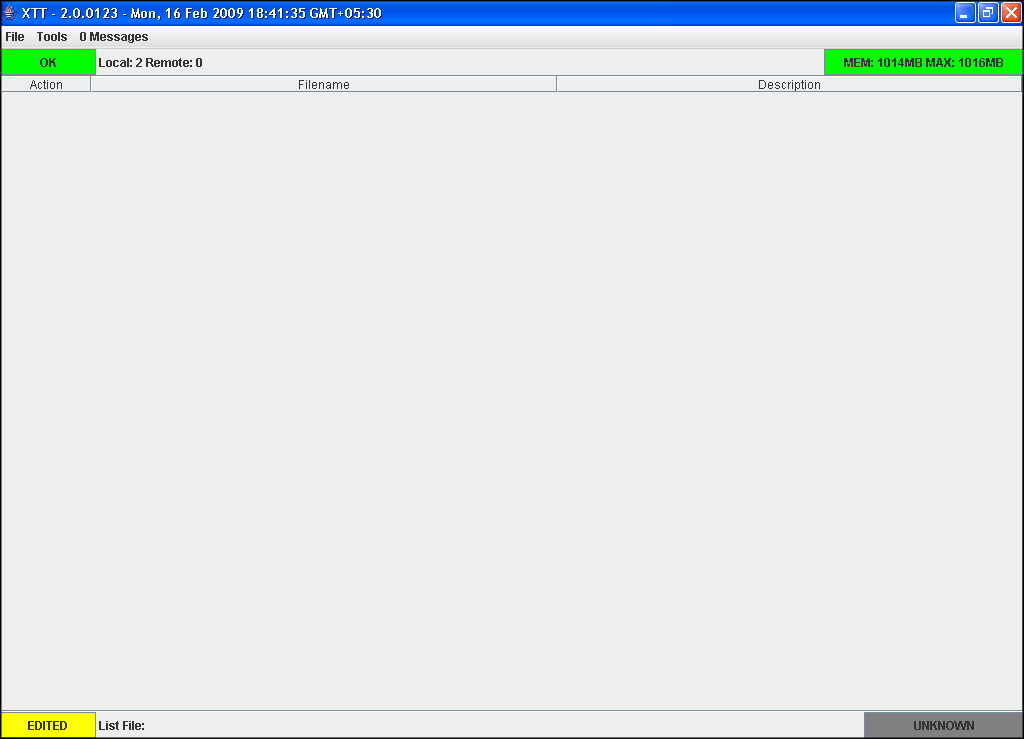 XTT - 2.0.0123 - Mon, 16 Feb 2009 18:41:35 GMT+05:30
File Tools 0 Messages
OK Local: 2 Remote: 0 MEM: 1014MB MAX: 1016MB
Action Filename Description
EDITED List File: UNKNOWN